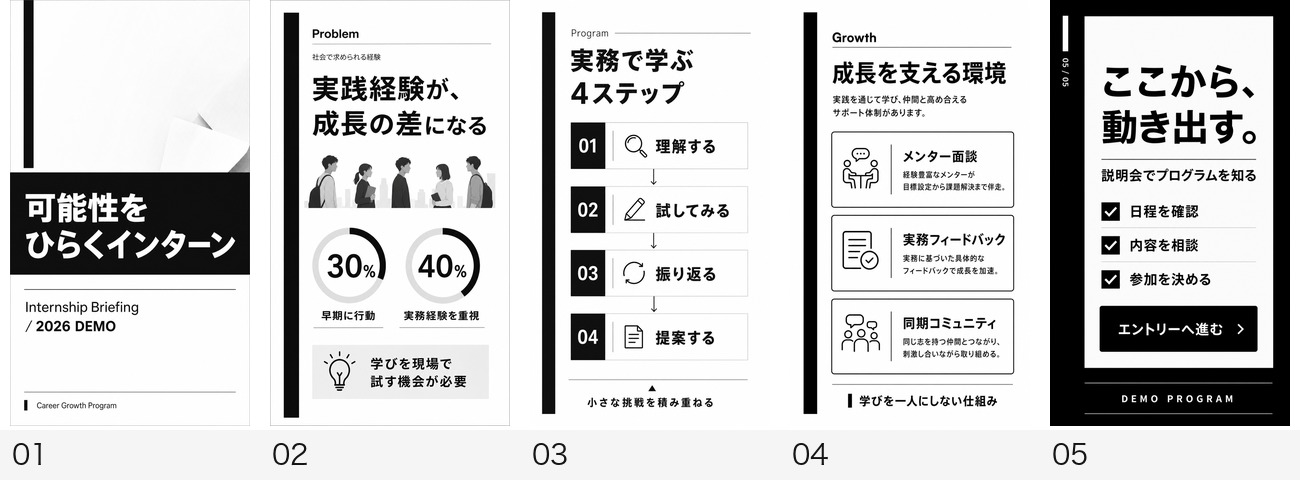 可能性を
ひらくインターン
Internship Briefing
/ 2026 DEMO
Career Growth Program
01
Problem
社会で求められる経験
実践経験が、
成長の差になる
30%
40%
早期に行動
実務経験を重視
学びを現場で
試す機会が必要
02
Program
実務で学ぶ
4ステップ
01
理解する
02
試してみる
03
振り返る
04
提案する
小さな挑戦を積み重ねる
03
Growth
成長を支える環境
実践を通じて学び、仲間と高め合える
サポート体制があります。
メンター面談
経験豊富なメンターが
目標設定から課題解決まで伴走。
実務フィードバック
実務に基づいた具体的な
フィードバックで成長を加速。
同期コミュニティ
同じ志を持つ仲間とつながり、
刺激し合いながら取り組める。
学びを一人にしない仕組み
04
05 / 05
ここから、
動き出す。
説明会でプログラムを知る
日程を確認
内容を相談
参加を決める
エントリーへ進む
DEMO PROGRAM
05